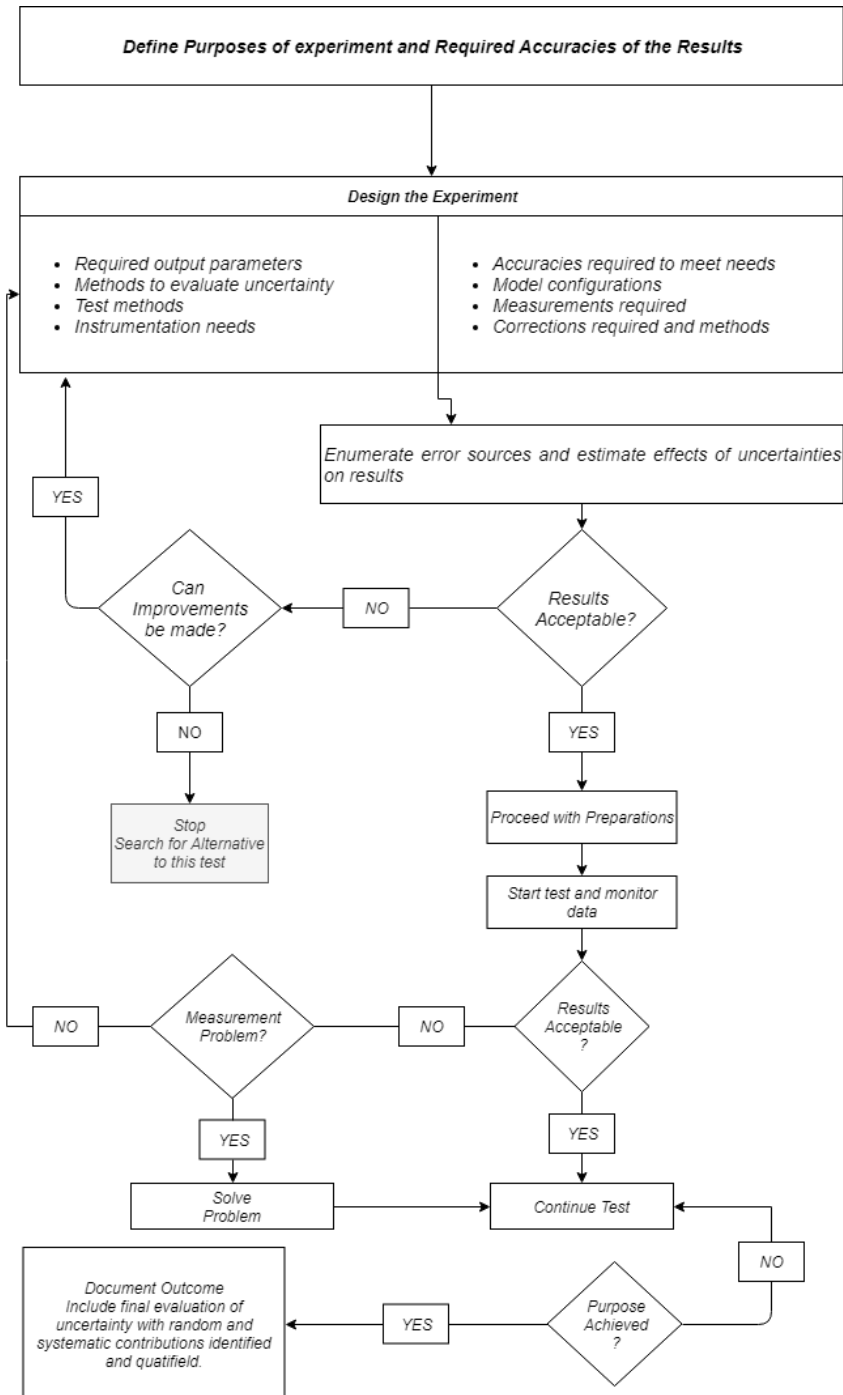 Define Purposes of experiment and Required Accuracies of the Results
Design the Experiment
• Required output parameters
• Methods to evaluate uncertainty
• Test methods
• Instrumentation needs
• Accuracies required to meet needs
• Model configurations
• Measurements required
• Corrections required and methods
Enumerate error sources and estimate effects of uncertainties
on results
YES
Can
Improvements
be made?
NO
Results
Acceptable?
NO
YES
Stop
Search for Alternative
to this test
Proceed with Preparations
Start test and monitor
data
NO
Measurement
Problem?
NO
Results
Acceptable
?
YES
YES
Solve
Problem
Continue Test
NO
Document Outcome
Include final evaluation of
uncertainty with random and
systematic contributions identified
and quatifield.
YES
Purpose
Achieved
?